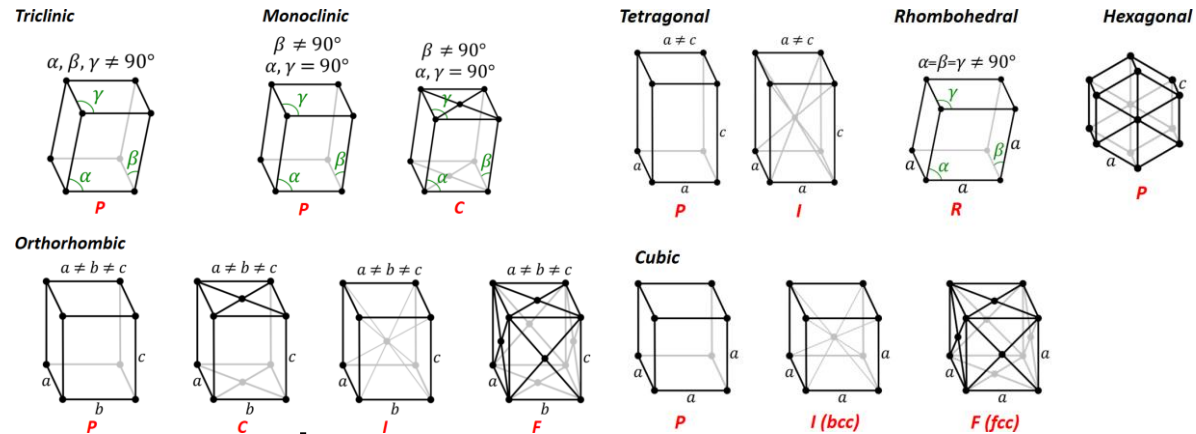 Triclinic
α, β, γ ≠ 90°
γ
β
α
P
Monoclinic
β ≠ 90°
α, γ = 90°
γ
β
α
P
β ≠ 90°
α, γ = 90°
γ
β
α
C
Tetragonal
a ≠ c
c
a
a
P
a ≠ c
c
a
a
I
Rhombohedral
α=β=γ ≠ 90°
γ
a
β
a
α
a
R
Hexagonal
c
a
P
Orthorhombic
a ≠ b ≠ c
c
a
b
P
a ≠ b ≠ c
c
a
b
C
a ≠ b ≠ c
c
a
b
I
a ≠ b ≠ c
c
a
b
F
Cubic
a
a
a
P
a
a
a
I (bcc)
a
a
a
F (fcc)